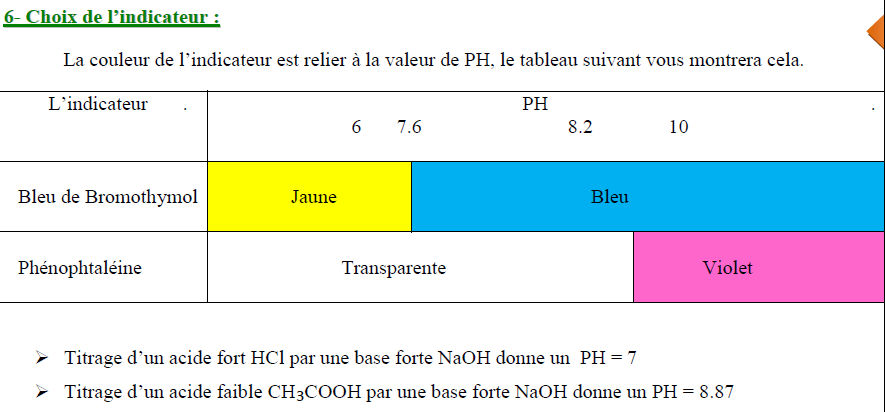 6- Choix de l’indicateur :
La couleur de l’indicateur est relier à la valeur de PH, le tableau suivant vous montrera cela.
L’indicateur . PH .
6 7.6 8.2 10
Bleu de Bromothymol Jaune Bleu
Phénophtaléine Transparente Violet
➢ Titrage d’un acide fort HCl par une base forte NaOH donne un PH = 7
➢ Titrage d’un acide faible CH3COOH par une base forte NaOH donne un PH = 8.87